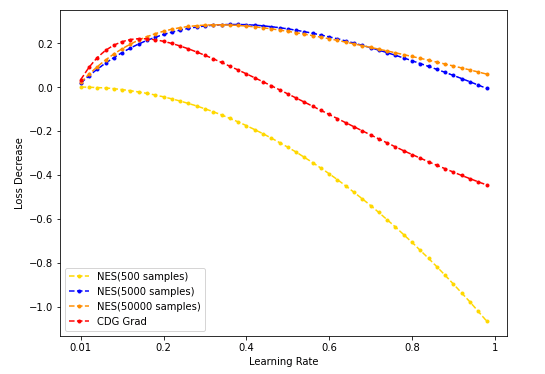 0.2
0.0
−0.2
−0.4
−0.6
−0.8
−1.0
Loss Decrease
NES(500 samples)
NES(5000 samples)
NES(50000 samples)
CDG Grad
0.01 0.2 0.4 0.6 0.8 1
Learning Rate